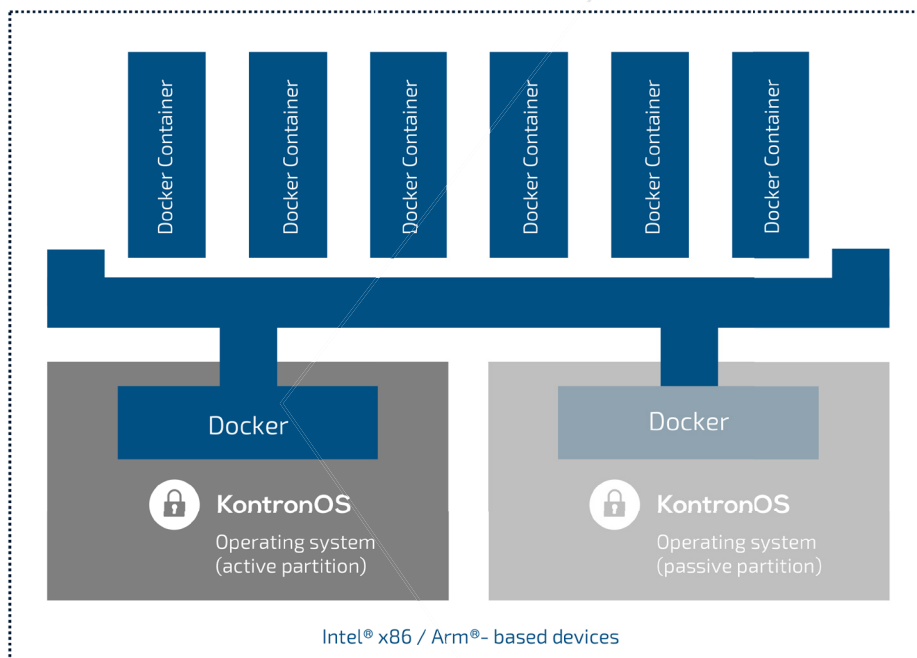 Docker Container
Docker Container
Docker Container
Docker Container
Docker Container
Docker Container
Docker
KontronOS
Operating system
(active partition)
Docker
KontronOS
Operating system
(passive partition)
Intel® x86 / Arm®- based devices